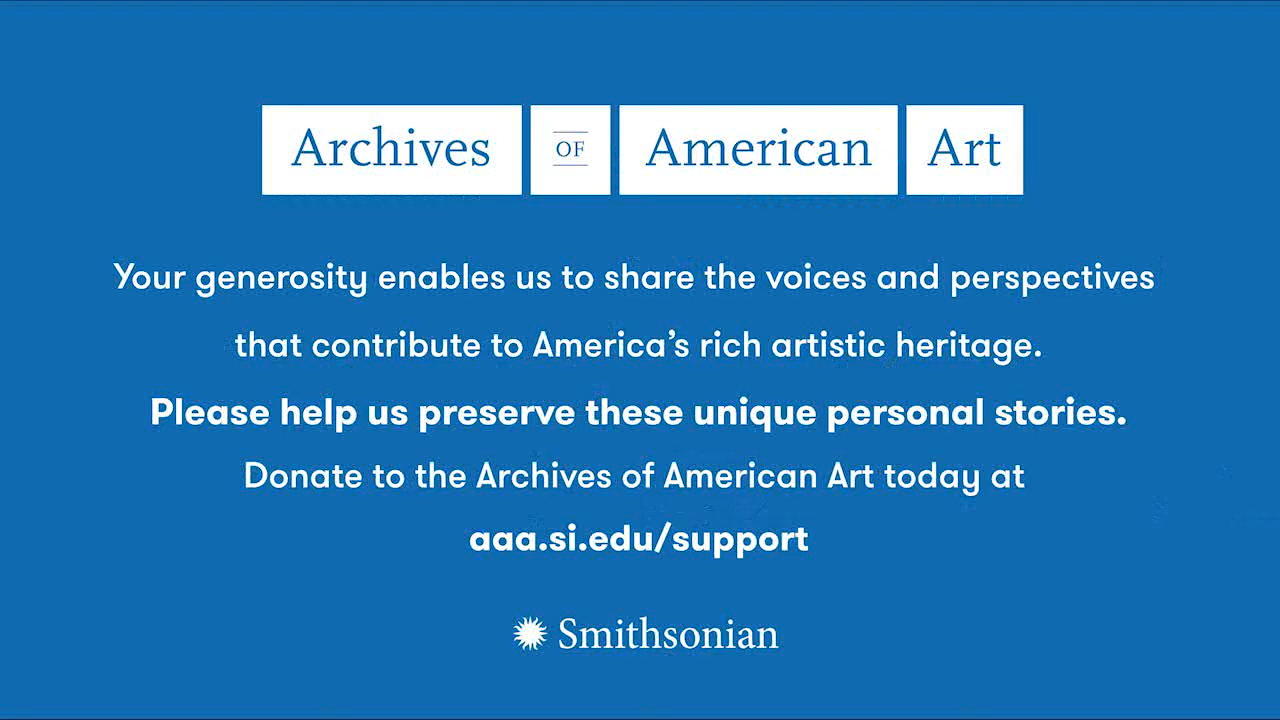 Archives OF American Art
Your generosity enables us to share the voices and perspectives
that contribute to America’s rich artistic heritage.
Please help us preserve these unique personal stories.
Donate to the Archives of American Art today at
aaa.si.edu/support
Smithsonian